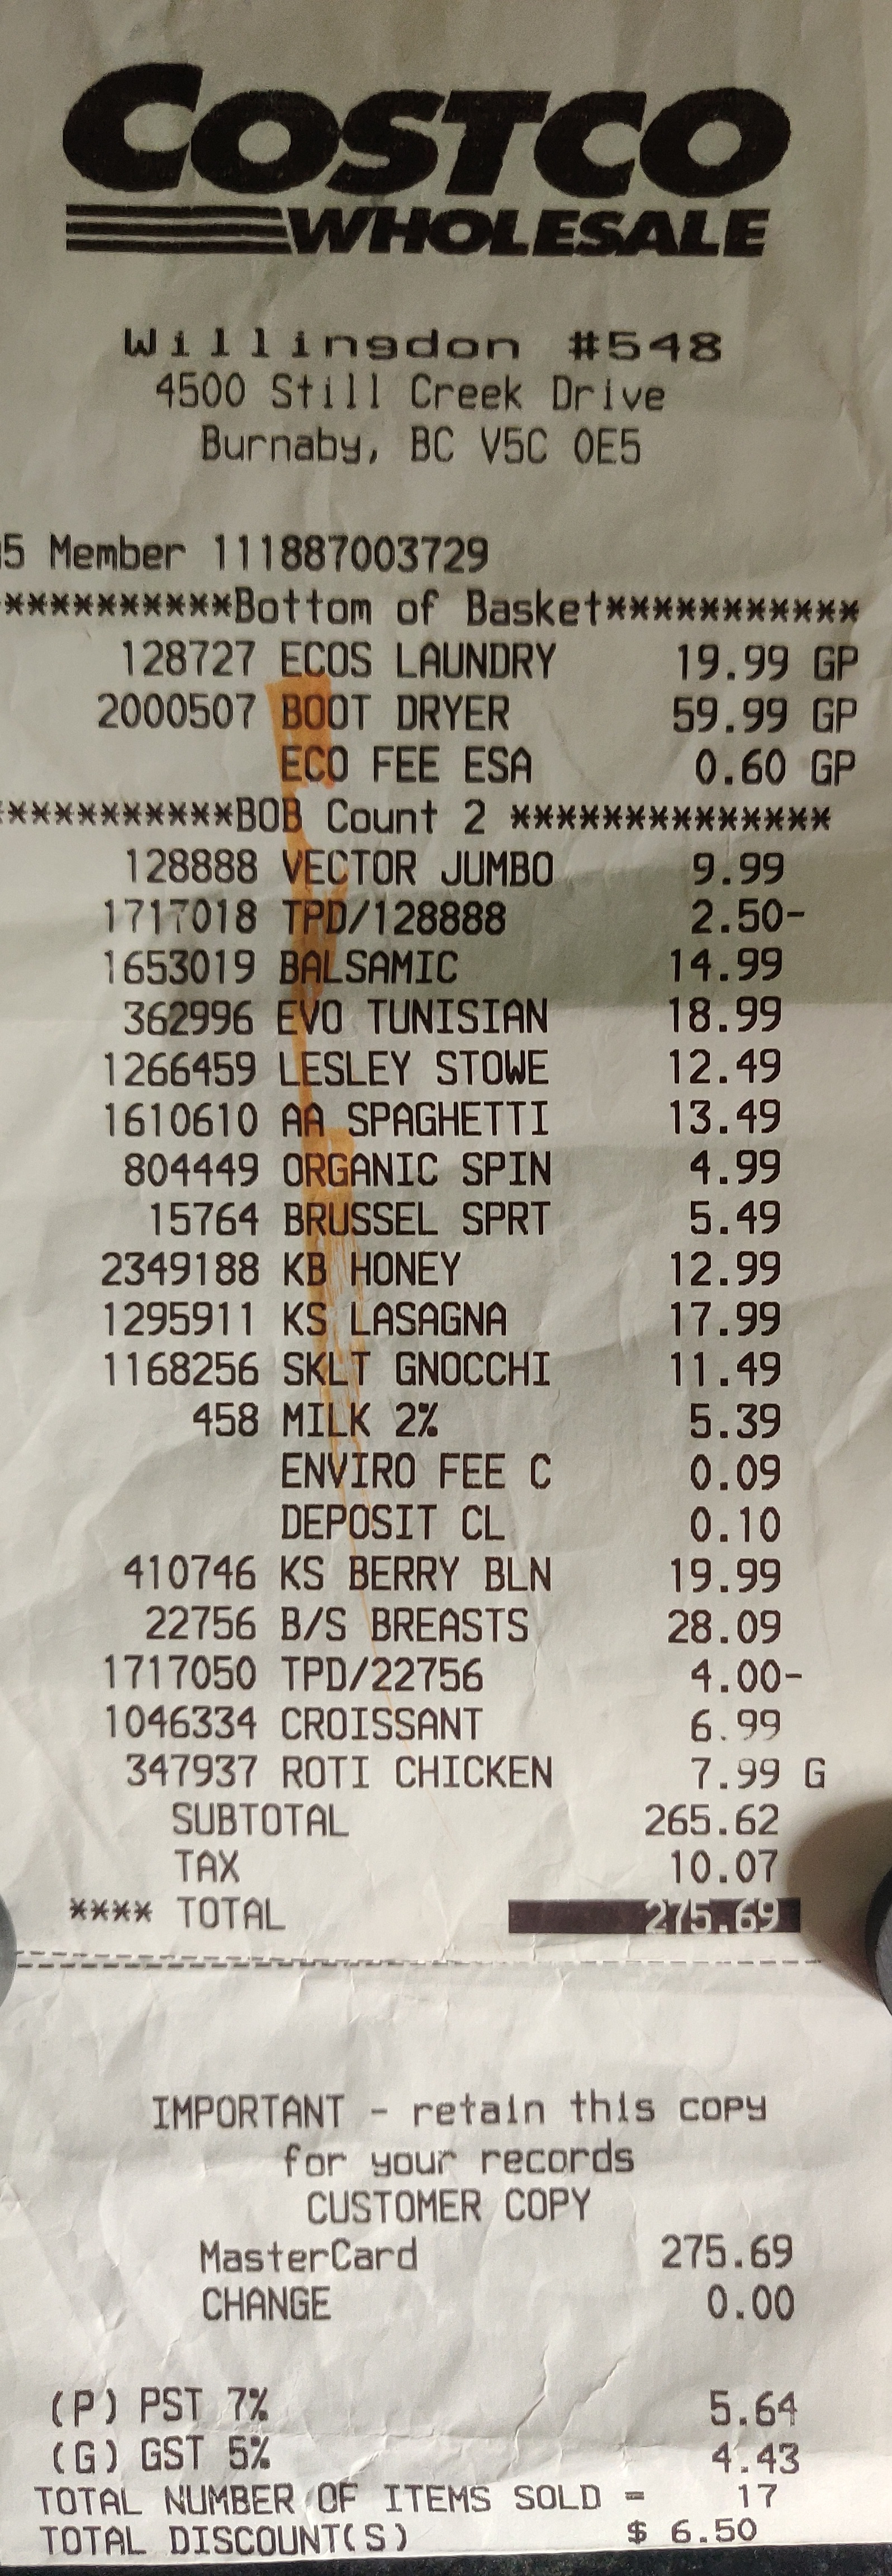 COSTCO
WHOLESALE
Willingdon #548
4500 Still Creek Drive
Burnaby, BC V5C 0E5
5 Member 111887003729
***********Bottom of Basket***********
128727 ECOS LAUNDRY 19.99 GP
2000507 BOOT DRYER 59.99 GP
ECO FEE ESA 0.60 GP
***********BOB Count 2 **************
128888 VECTOR JUMBO 9.99
1717018 TPD/128888 2.50-
1653019 BALSAMIC 14.99
362996 EVO TUNISIAN 18.99
1266459 LESLEY STOWE 12.49
1610610 AA SPAGHETTI 13.49
804449 ORGANIC SPIN 4.99
15764 BRUSSEL SPRT 5.49
2349188 KB HONEY 12.99
1295911 KS LASAGNA 17.99
1168256 SKLT GNOCCHI 11.49
458 MILK 2% 5.39
ENVIRO FEE C 0.09
DEPOSIT CL 0.10
410746 KS BERRY BLN 19.99
22756 B/S BREASTS 28.09
1717050 TPD/22756 4.00-
1046334 CROISSANT 6.99
347937 ROTI CHICKEN 7.99 G
SUBTOTAL 265.62
TAX 10.07
**** TOTAL 275.69
IMPORTANT - retain this copy
for your records
CUSTOMER COPY
MasterCard 275.69
CHANGE 0.00
(P) PST 7% 5.64
(G) GST 5% 4.43
TOTAL NUMBER OF ITEMS SOLD = 17
TOTAL DISCOUNT(S) $ 6.50